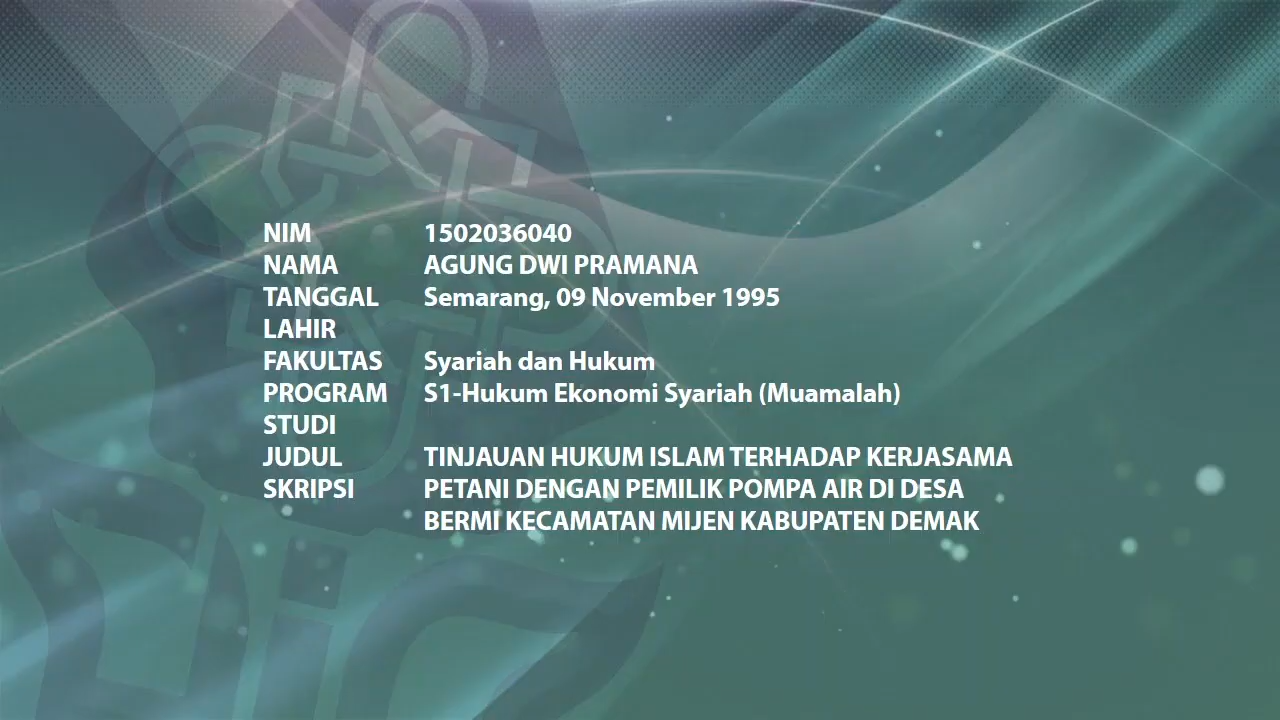 NIM 1502036040
NAMA AGUNG DWI PRAMANA
TANGGAL Semarang, 09 November 1995
LAHIR
FAKULTAS Syariah dan Hukum
PROGRAM S1-Hukum Ekonomi Syariah (Muamalah)
STUDI
JUDUL TINJAUAN HUKUM ISLAM TERHADAP KERJASAMA
SKRIPSI PETANI DENGAN PEMILIK POMPA AIR DI DESA
BERMI KECAMATAN MIJEN KABUPATEN DEMAK